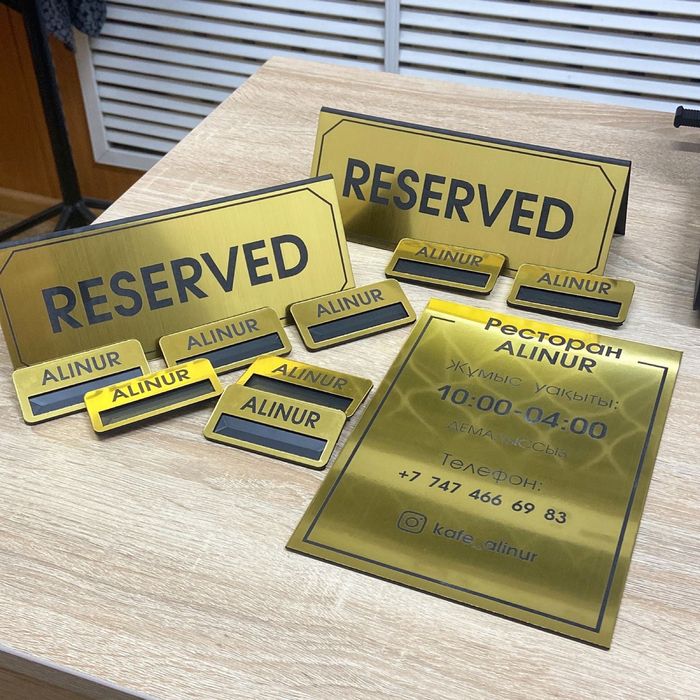 RESERVED
RESERVED
ALINUR
ALINUR
ALINUR
ALINUR
ALINUR
ALINUR
ALINUR
ALINUR
Ресторан
ALINUR
Жұмыс уақыты:
10:00-04:00
демалыссыз
Телефон:
+7 747 466 69 83
kafe_alinur